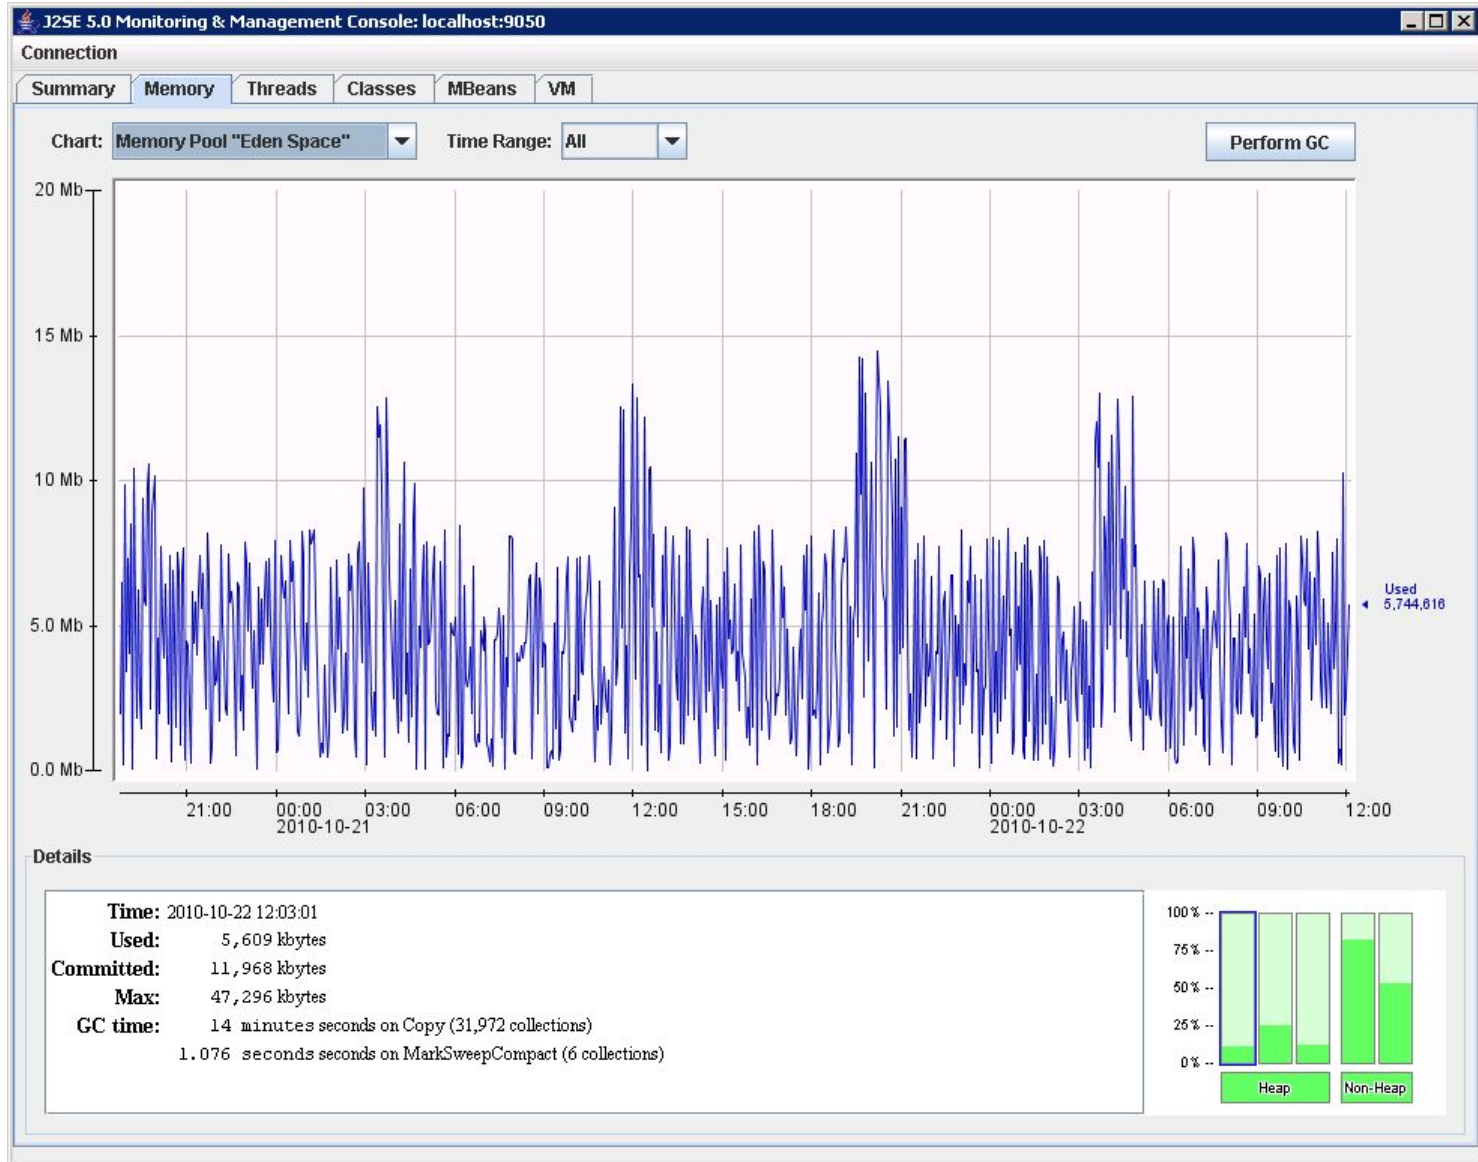 J2SE 5.0 Monitoring & Management Console: localhost:9050
Connection
Summary Memory Threads Classes MBeans VM
Chart: Memory Pool "Eden Space" Time Range: All Perform GC
20 Mb
15 Mb
10 Mb
5.0 Mb
0.0 Mb
Used
5,744,616
21:00 00:00 03:00 06:00 09:00 12:00 15:00 18:00 21:00 00:00 03:00 06:00 09:00 12:00
2010-10-21 2010-10-22
Details
Time: 2010-10-22 12:03:01
Used: 5,609 kbytes
Committed: 11,968 kbytes
Max: 47,296 kbytes
GC time: 14 minutes seconds on Copy (31,972 collections)
1.076 seconds seconds on MarkSweepCompact (6 collections)
100% --
75% --
50% --
25% --
0% --
Heap Non-Heap